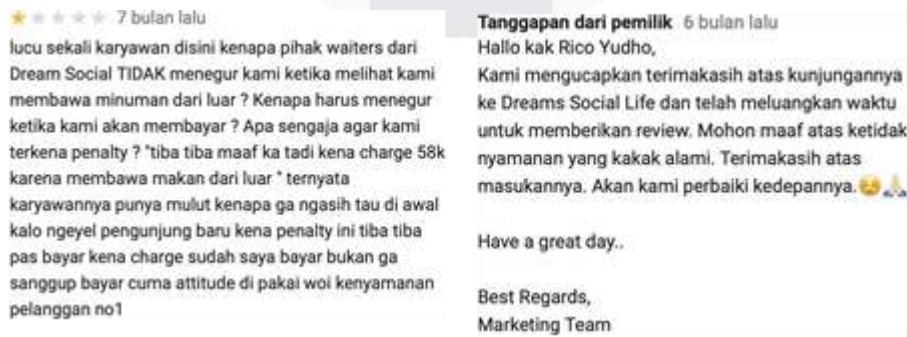 7 bulan lalu
lucu sekali karyawan disini kenapa pihak waiters dari
Dream Social TIDAK menegur kami ketika melihat kami
membawa minuman dari luar ? Kenapa harus menegur
ketika kami akan membayar ? Apa sengaja agar kami
terkena penalty ? "tiba tiba maaf ka tadi kena charge 58k
karena membawa makan dari luar " ternyata
karyawannya punya mulut kenapa ga ngasih tau di awal
kalo ngeyel pengunjung baru kena penalty ini tiba tiba
pas bayar kena charge sudah saya bayar bukan ga
sanggup bayar cuma attitude di pakai woi kenyamanan
pelanggan no1
Tanggapan dari pemilik 6 bulan lalu
Hallo kak Rico Yudho,
Kami mengucapkan terimakasih atas kunjungannya
ke Dreams Social Life dan telah meluangkan waktu
untuk memberikan review. Mohon maaf atas ketidak
nyamanan yang kakak alami. Terimakasih atas
masukannya. Akan kami perbaiki kedepannya.☹️🙏
Have a great day..
Best Regards,
Marketing Team